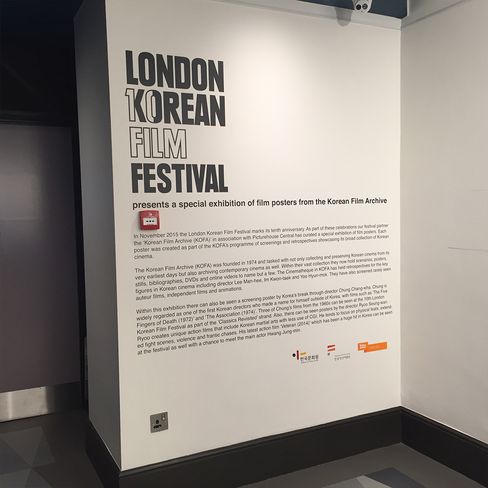 LONDON
KOREAN
FILM
FESTIVAL
presents a special exhibition of film posters from the Korean Film Archive
In November 2015 the London Korean Film Festival marks its tenth anniversary. As part of these celebrations our festival partner
the 'Korean Film Archive (KOFA)' in association with Picturehouse Central has curated a special exhibition of film posters. Each
poster was created as part of the KOFA's programme of screenings and retrospectives showcasing its broad collection of Korean
cinema.
The Korean Film Archive (KOFA) was founded in 1974 and tasked with not only collecting and preserving Korean cinema from its
very earliest days but also archiving contemporary cinema as well. Within their vast collection they now hold scenarios, posters,
stills, bibliographies, DVDs and online videos to name but a few. The Cinematheque in KOFA has held retrospectives for the key
figures in Korean cinema including director Lee Man-hee, Im Kwon-taek and Yoo Hyun-mok. They have also screened rarely seen
auteur films, independent films and animations.
Within this exhibition there can also be seen a screening poster by Korea's break through director Chung Chang-wha. Chung is
widely regarded as one of the first Korean directors who made a name for himself outside of Korea, with films such as 'The Five
Fingers of Death (1972)' and 'The Association (1974)'. Three of Chung's films from the 1960s can be seen at the 10th London
Korean Film Festival as part of the 'Classics Revisited' strand. Also, there can be seen posters by the director Ryoo Seung-wan.
Ryoo creates unique action films that include Korean martial arts with less use of CGI. He tends to focus on physical feats, extend-
ed fight scenes, violence and frantic chases. His latest action film 'Veteran (2014)' which has been a huge hit in Korea can be seen
at the festival as well with a chance to meet the main actor Hwang Jung-min.
한국문화원